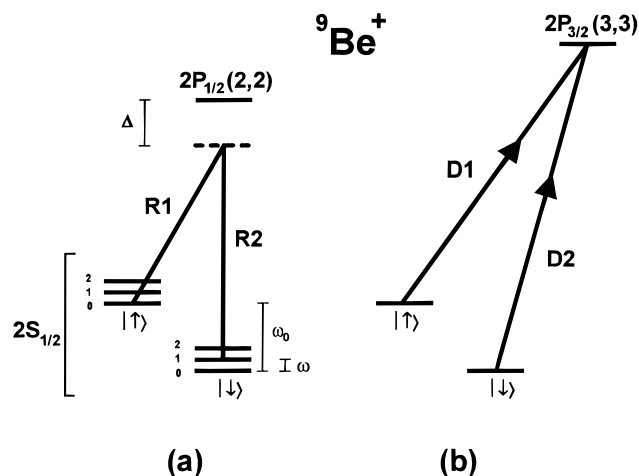 ⁹Be⁺
2P₁/₂(2,2)
Δ
R1
R2
2S₁/₂
2
1
0
|↑⟩
2
1
0
|↓⟩
ω₀
ω
(a)
2P₃/₂(3,3)
D1
D2
|↑⟩
|↓⟩
(b)